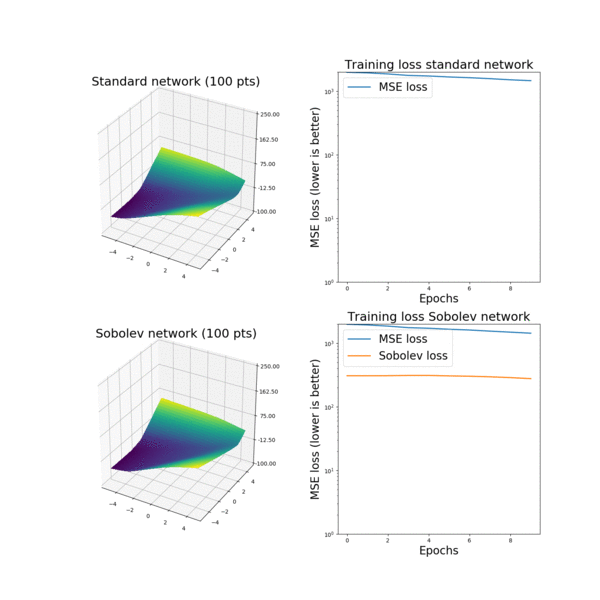 Standard network (100 pts)
250.00
162.50
75.00
-12.50
-100.00
−4
−2
0
2
4
−4
−2
0
2
4
Training loss standard network
MSE loss
MSE loss (lower is better)
10³
10²
10¹
10⁰
0 2 4 6 8
Epochs
Sobolev network (100 pts)
250.00
162.50
75.00
-12.50
-100.00
−4
−2
0
2
4
−4
−2
0
2
4
Training loss Sobolev network
MSE loss
Sobolev loss
MSE loss (lower is better)
10³
10²
10¹
10⁰
0 2 4 6 8
Epochs